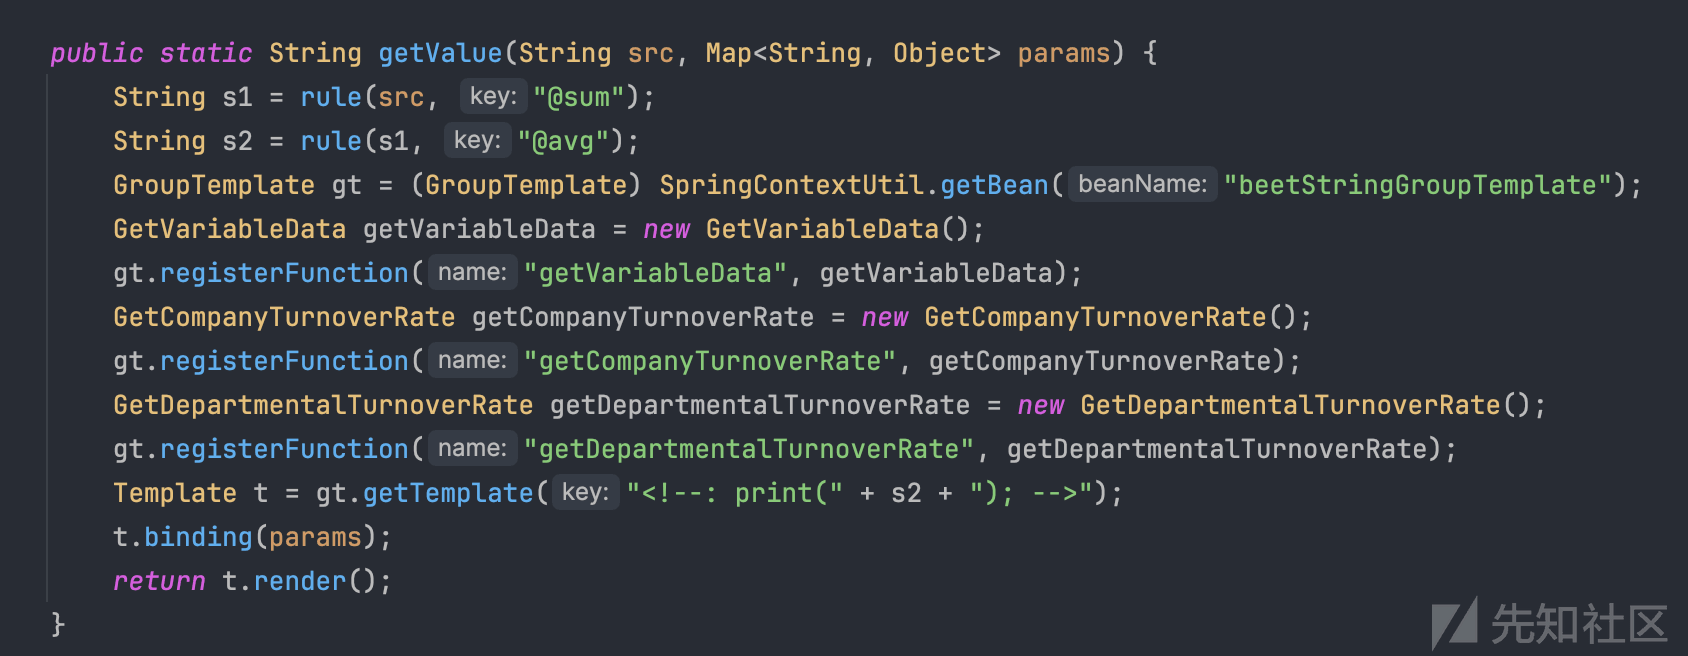 public static String getValue(String src, Map<String, Object> params) {
String s1 = rule(src, key: "@sum");
String s2 = rule(s1, key: "@avg");
GroupTemplate gt = (GroupTemplate) SpringContextUtil.getBean( beanName: "beetStringGroupTemplate");
GetVariableData getVariableData = new GetVariableData();
gt.registerFunction( name: "getVariableData", getVariableData);
GetCompanyTurnoverRate getCompanyTurnoverRate = new GetCompanyTurnoverRate();
gt.registerFunction( name: "getCompanyTurnoverRate", getCompanyTurnoverRate);
GetDepartmentalTurnoverRate getDepartmentalTurnoverRate = new GetDepartmentalTurnoverRate();
gt.registerFunction( name: "getDepartmentalTurnoverRate", getDepartmentalTurnoverRate);
Template t = gt.getTemplate( key: "<!--: print(" + s2 + "); -->");
t.binding(params);
return t.render();
}
先知社区